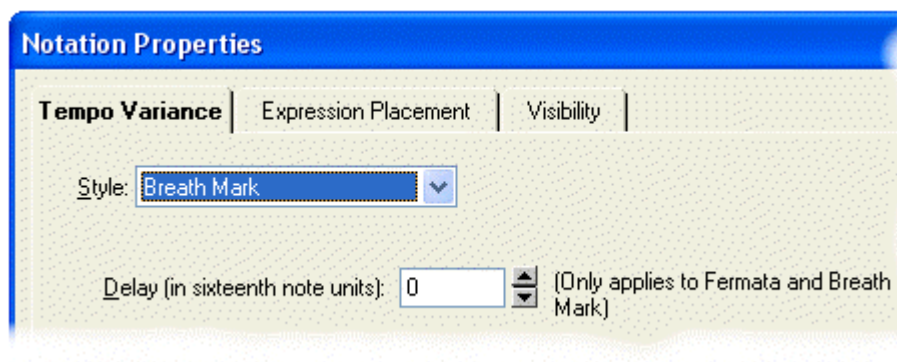 Notation Properties
Tempo Variance Expression Placement Visibility
Style: Breath Mark
Delay (in sixteenth note units): 0 (Only applies to Fermata and Breath
Mark)